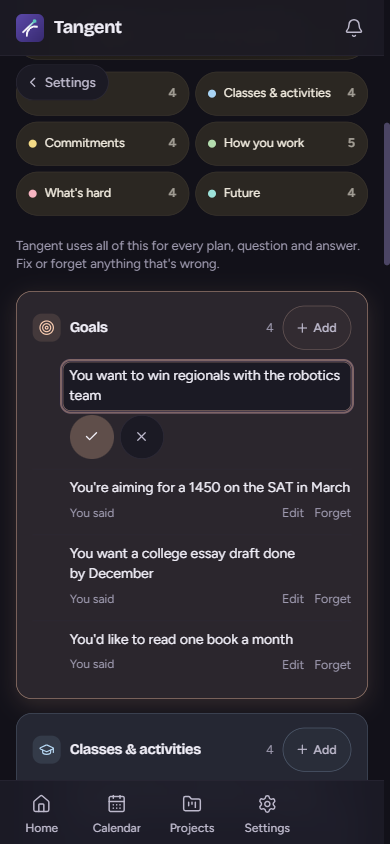 Tangent
Settings
4
Classes & activities 4
Commitments 4
How you work 5
What's hard 4
Future 4
Tangent uses all of this for every plan, question and answer.
Fix or forget anything that's wrong.
Goals 4 + Add
You want to win regionals with the robotics
team
You're aiming for a 1450 on the SAT in March
You said Edit Forget
You want a college essay draft done
by December
You said Edit Forget
You'd like to read one book a month
You said Edit Forget
Classes & activities 4 + Add
Home Calendar Projects Settings